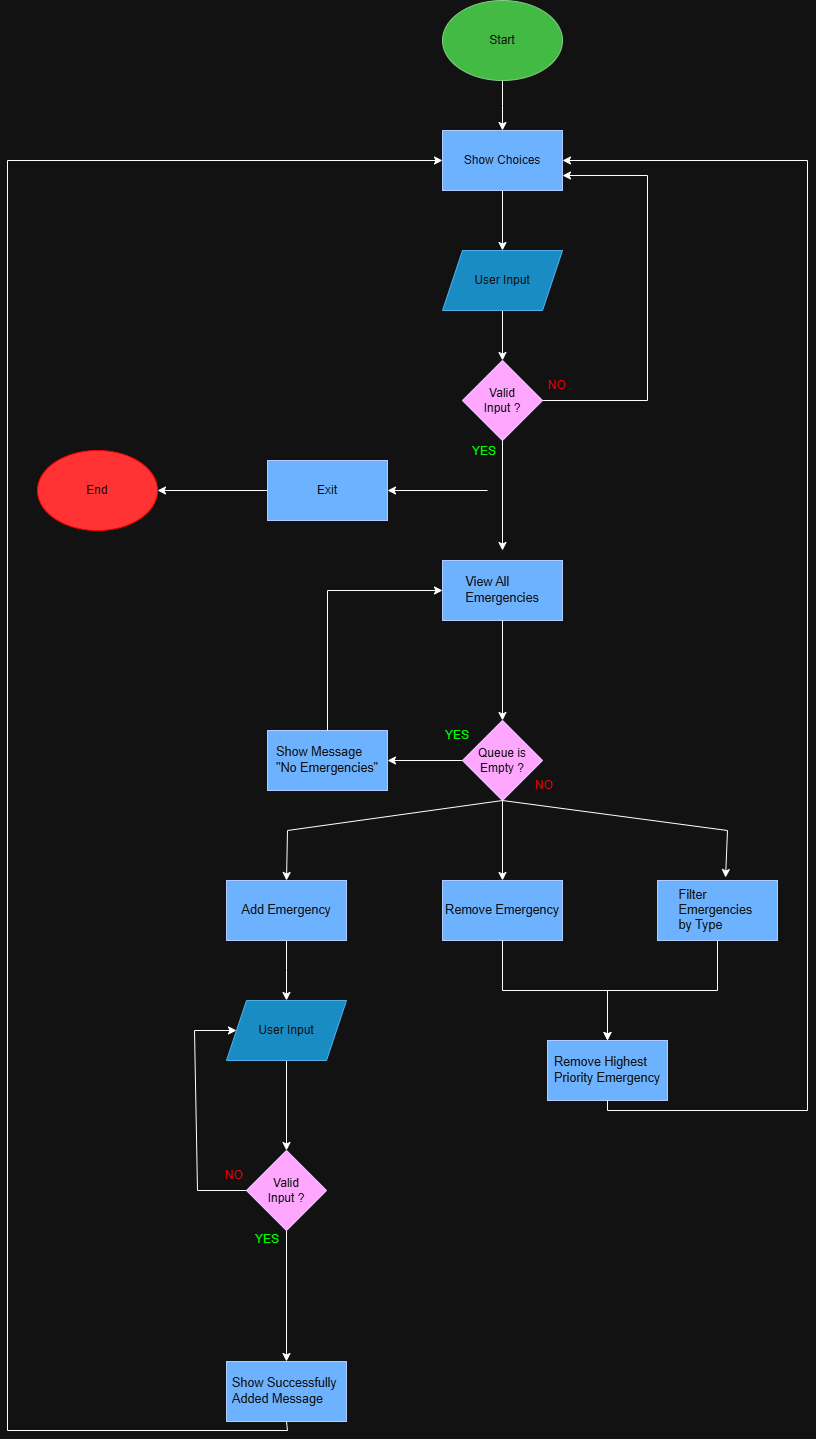 Start
Show Choices
User Input
Valid
Input ?
NO
YES
End
Exit
View All
Emergencies
YES
Show Message
"No Emergencies"
Queue is
Empty ?
NO
Add Emergency
Remove Emergency
Filter
Emergencies
by Type
User Input
Remove Highest
Priority Emergency
NO
Valid
Input ?
YES
Show Successfully
Added Message